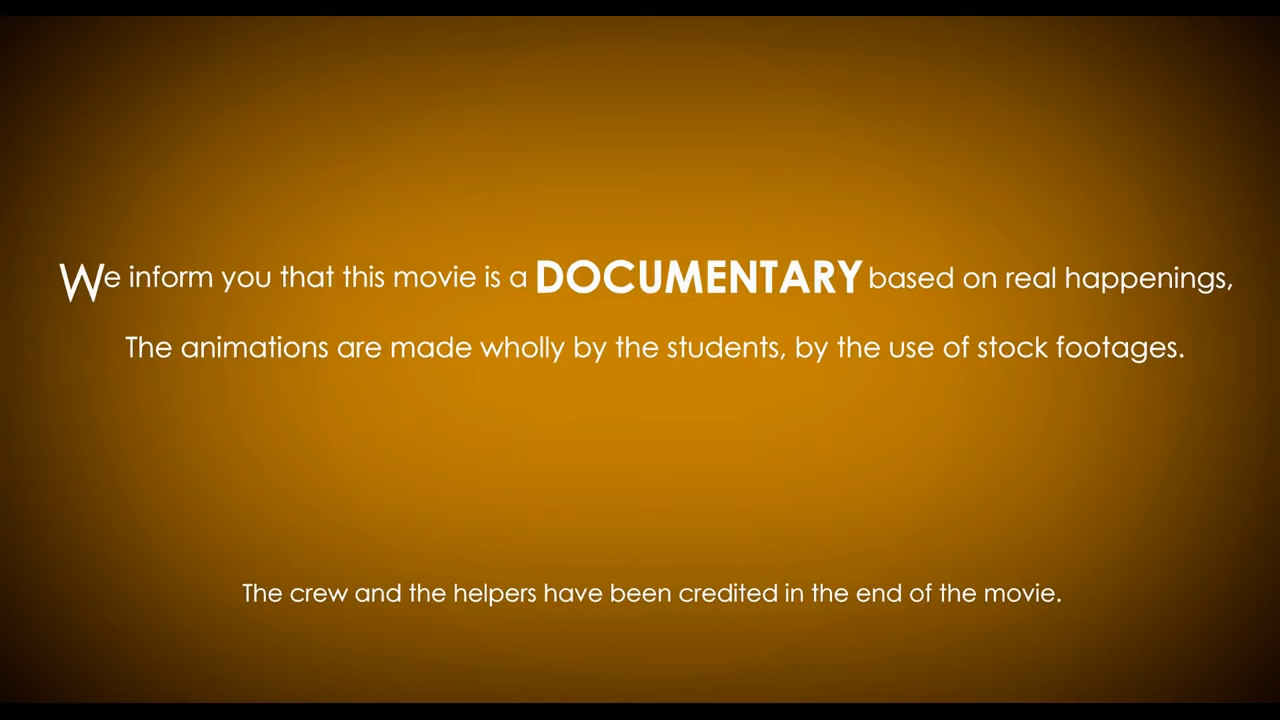 We inform you that this movie is a DOCUMENTARY based on real happenings,
The animations are made wholly by the students, by the use of stock footages.
The crew and the helpers have been credited in the end of the movie.